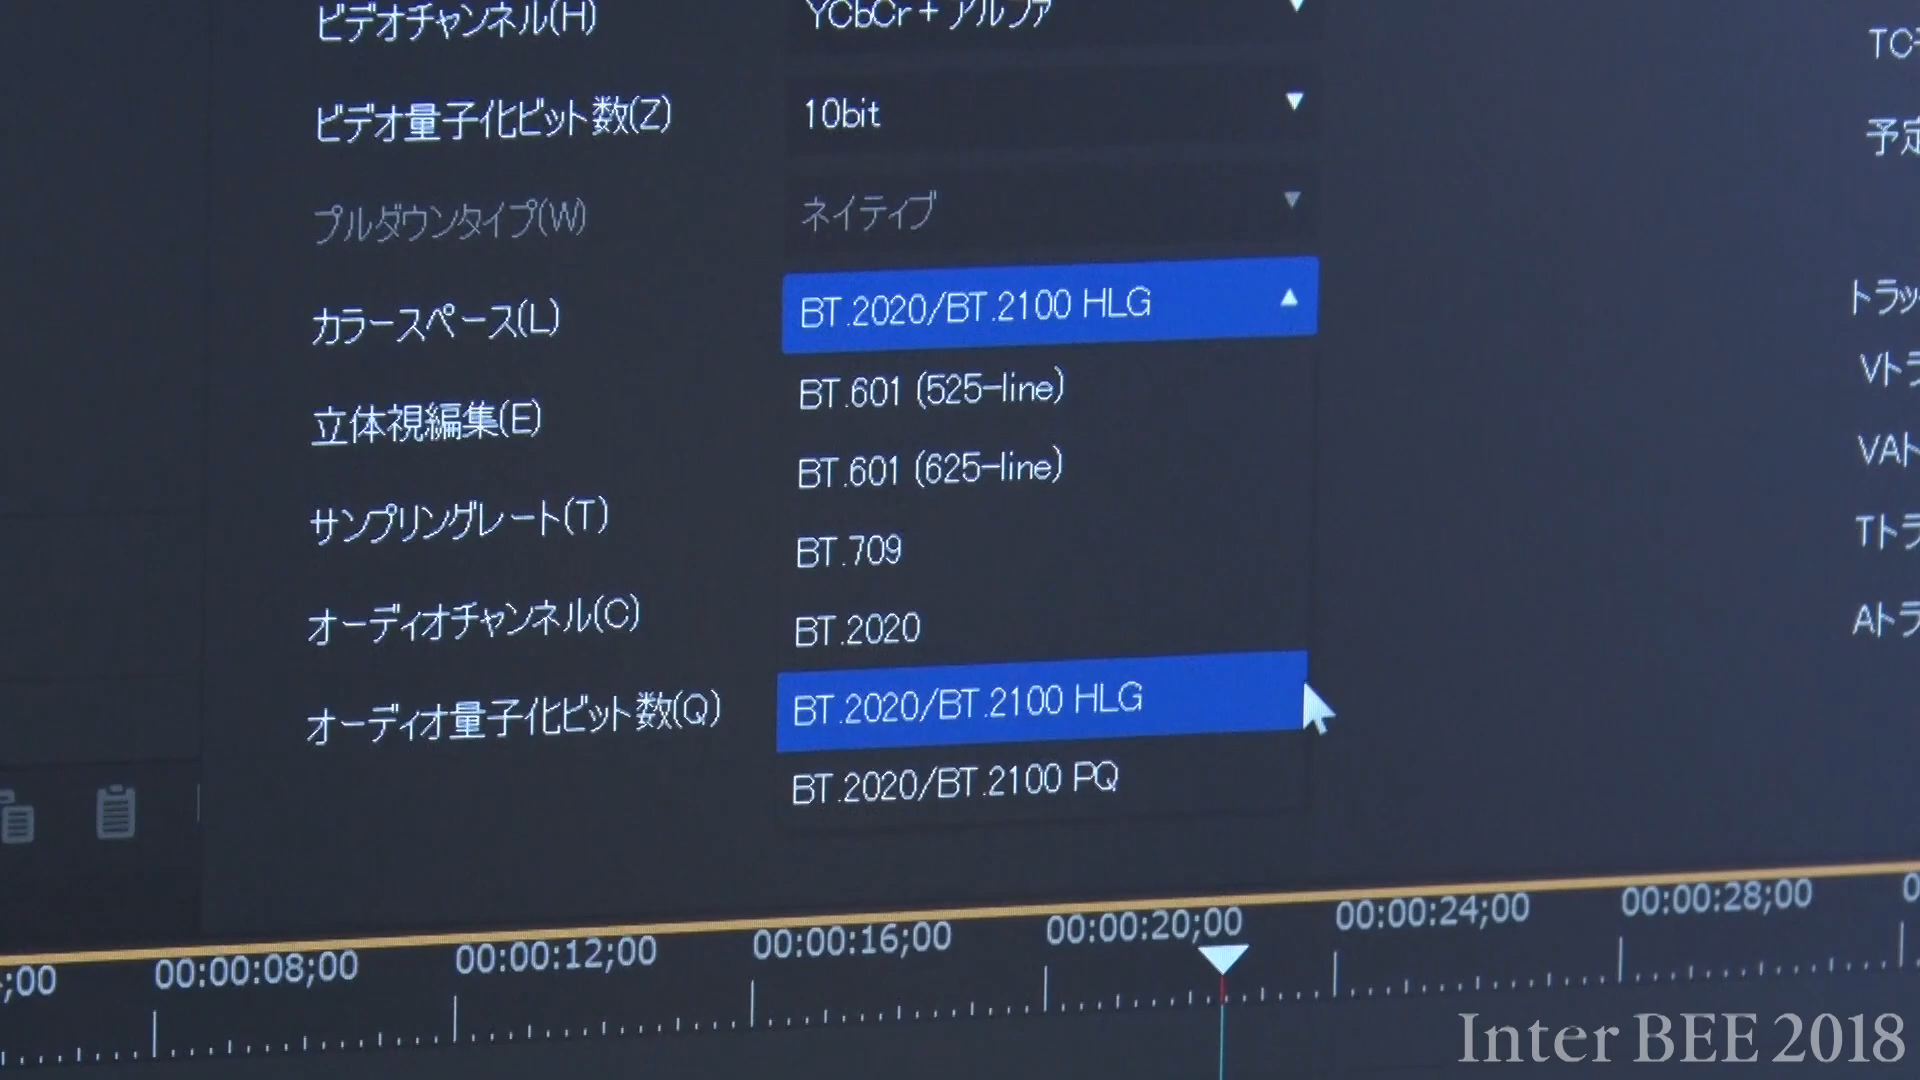 ビデオチャンネル(H)
YCbCr + アルファ
ビデオ量子化ビット数(Z)
10bit
プルダウンタイプ(W)
ネイティブ
カラースペース(L)
BT.2020/BT.2100 HLG
BT.601 (525-line)
立体視編集(E)
BT.601 (625-line)
サンプリングレート(T)
BT.709
オーディオチャンネル(C)
BT.2020
オーディオ量子化ビット数(Q)
BT.2020/BT.2100 HLG
BT.2020/BT.2100 PQ
TC
予定
トラッ
Vトラ
VAト
Tトラ
Aトラ
;00 00:00:08;00 00:00:12;00 00:00:16;00 00:00:20;00 00:00:24;00 00:00:28;00
Inter BEE 2018